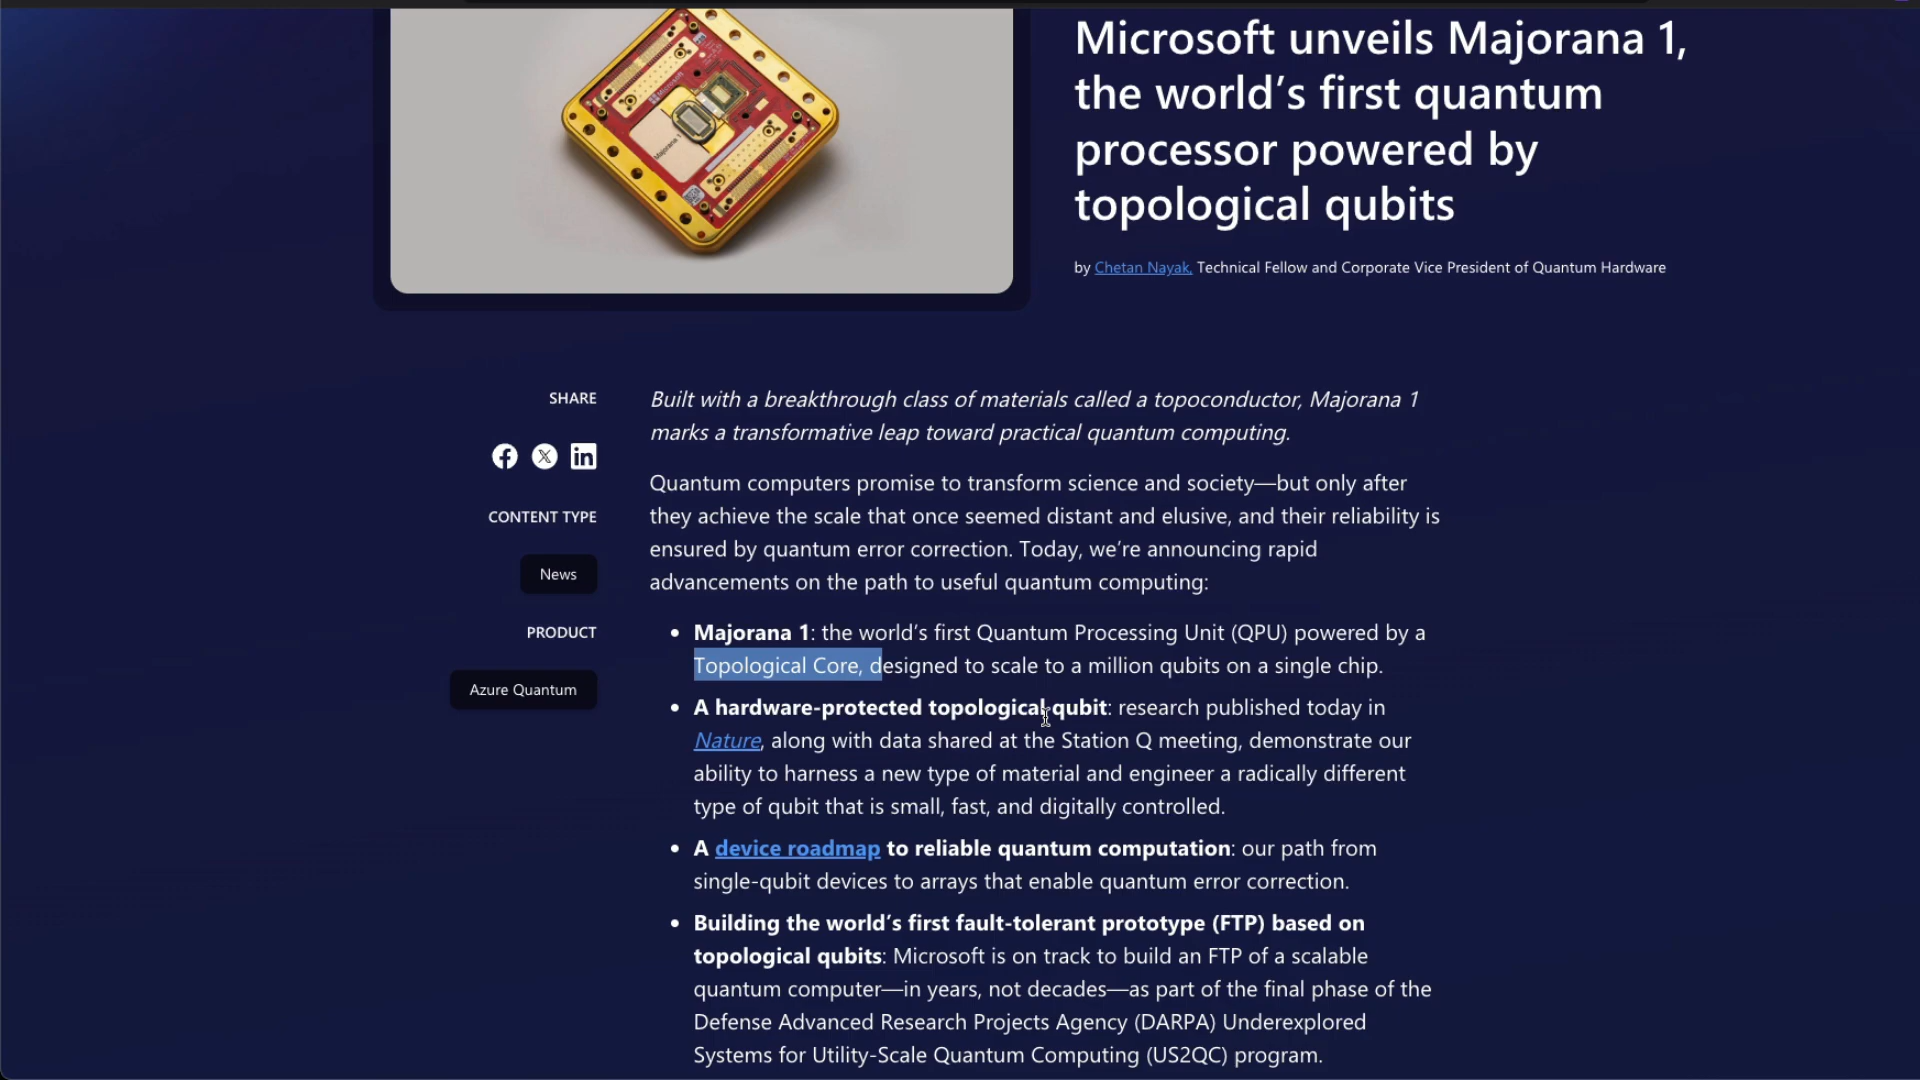 Microsoft unveils Majorana 1,
the world’s first quantum
processor powered by
topological qubits
by Chetan Nayak, Technical Fellow and Corporate Vice President of Quantum Hardware
Microsoft
Majorana 1
SHARE
CONTENT TYPE
News
PRODUCT
Azure Quantum
Built with a breakthrough class of materials called a topoconductor, Majorana 1
marks a transformative leap toward practical quantum computing.
Quantum computers promise to transform science and society—but only after
they achieve the scale that once seemed distant and elusive, and their reliability is
ensured by quantum error correction. Today, we’re announcing rapid
advancements on the path to useful quantum computing:
• Majorana 1: the world’s first Quantum Processing Unit (QPU) powered by a
Topological Core, designed to scale to a million qubits on a single chip.
• A hardware-protected topological qubit: research published today in
Nature, along with data shared at the Station Q meeting, demonstrate our
ability to harness a new type of material and engineer a radically different
type of qubit that is small, fast, and digitally controlled.
• A device roadmap to reliable quantum computation: our path from
single-qubit devices to arrays that enable quantum error correction.
• Building the world’s first fault-tolerant prototype (FTP) based on
topological qubits: Microsoft is on track to build an FTP of a scalable
quantum computer—in years, not decades—as part of the final phase of the
Defense Advanced Research Projects Agency (DARPA) Underexplored
Systems for Utility-Scale Quantum Computing (US2QC) program.